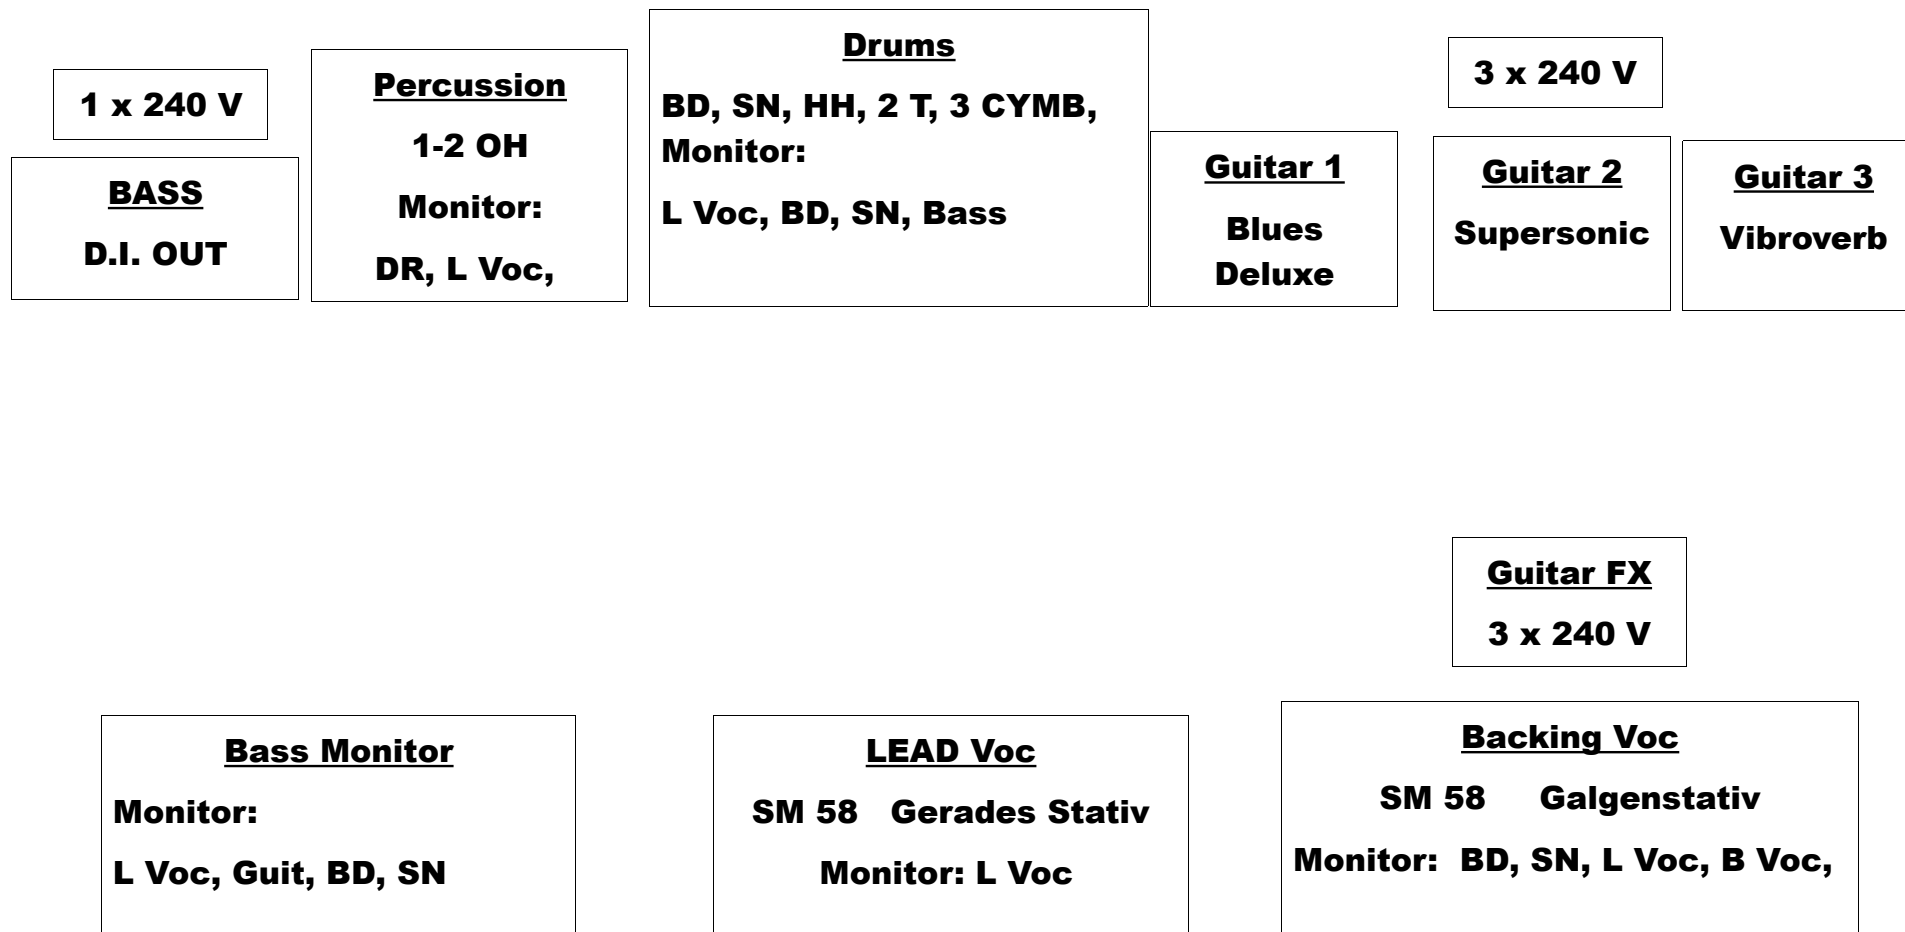 1 x 240 V
BASS
D.I. OUT
Percussion
1-2 OH
Monitor:
DR, L Voc,
Drums
BD, SN, HH, 2 T, 3 CYMB,
Monitor:
L Voc, BD, SN, Bass
Guitar 1
Blues
Deluxe
3 x 240 V
Guitar 2
Supersonic
Guitar 3
Vibroverb
Guitar FX
3 x 240 V
Bass Monitor
Monitor:
L Voc, Guit, BD, SN
LEAD Voc
SM 58 Gerades Stativ
Monitor: L Voc
Backing Voc
SM 58 Galgenstativ
Monitor: BD, SN, L Voc, B Voc,